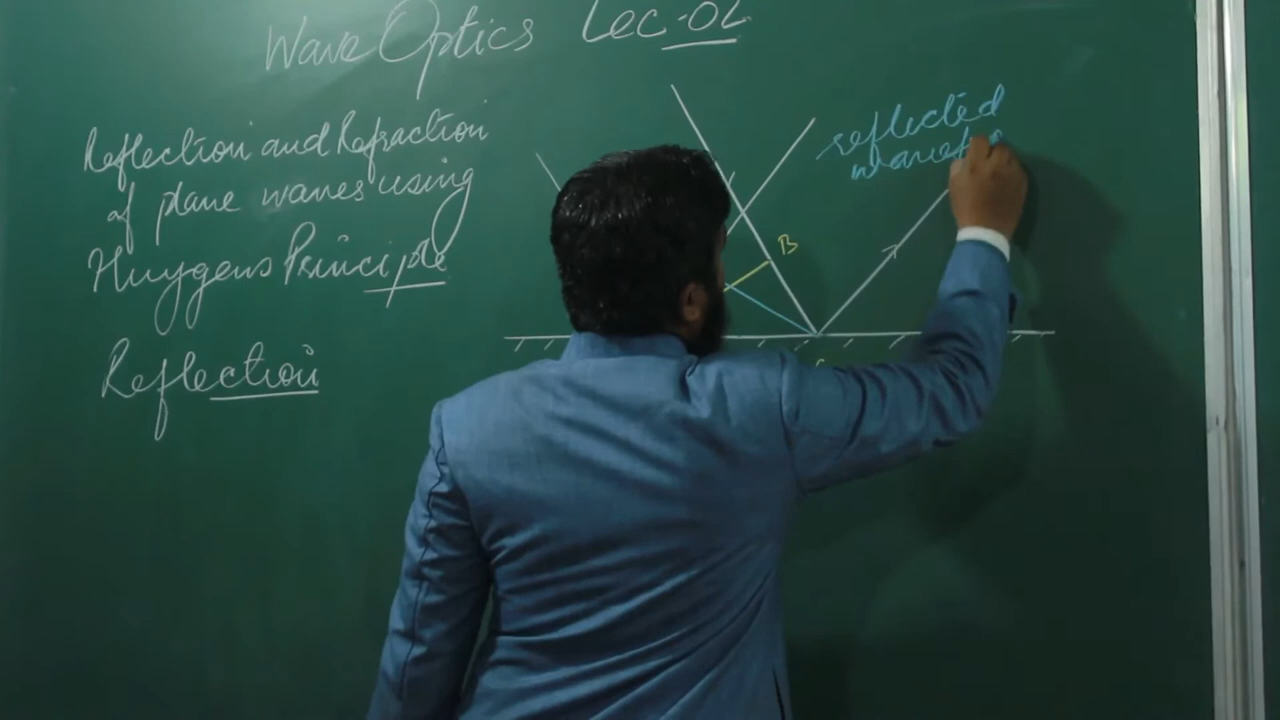 Wave Optics Lec-02
Reflection and Refraction
of plane waves using
Huygens Principle
Reflection
reflected
B